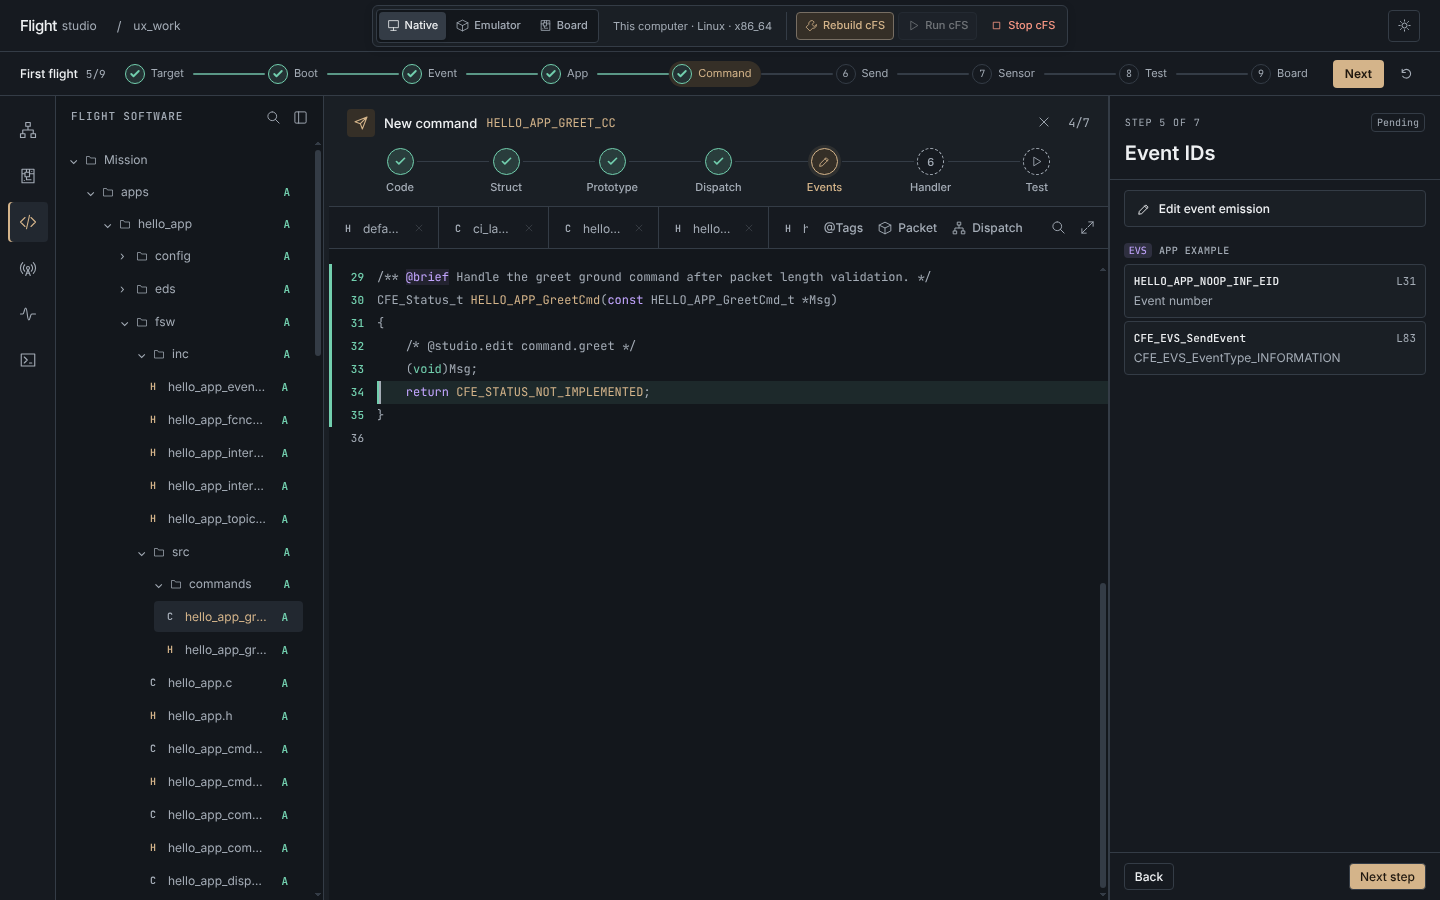 Flight studio / ux_work
Native Emulator Board This computer · Linux · x86_64 Rebuild cFS Run cFS Stop cFS
First flight 5/9 Target Boot Event App Command 6 Send 7 Sensor 8 Test 9 Board Next
FLIGHT SOFTWARE
Mission
apps A
hello_app A
config A
eds A
fsw A
inc A
H hello_app_even... A
H hello_app_fcnc... A
H hello_app_inter... A
H hello_app_inter... A
H hello_app_topic... A
src A
commands A
C hello_app_gr... A
H hello_app_gr... A
C hello_app.c A
H hello_app.h A
C hello_app_cmd... A
H hello_app_cmd... A
C hello_app_com... A
H hello_app_com... A
C hello_app_disp... A
New command HELLO_APP_GREET_CC 4/7
6
Code Struct Prototype Dispatch Events Handler Test
H defa... C ci_la... C hello... H hello... H @Tags Packet Dispatch
29 /** @brief Handle the greet ground command after packet length validation. */
30 CFE_Status_t HELLO_APP_GreetCmd(const HELLO_APP_GreetCmd_t *Msg)
31 {
32 /* @studio.edit command.greet */
33 (void)Msg;
34 return CFE_STATUS_NOT_IMPLEMENTED;
35 }
36
STEP 5 OF 7 Pending
Event IDs
Edit event emission
EVS APP EXAMPLE
HELLO_APP_NOOP_INF_EID L31
Event number
CFE_EVS_SendEvent L83
CFE_EVS_EventType_INFORMATION
Back Next step